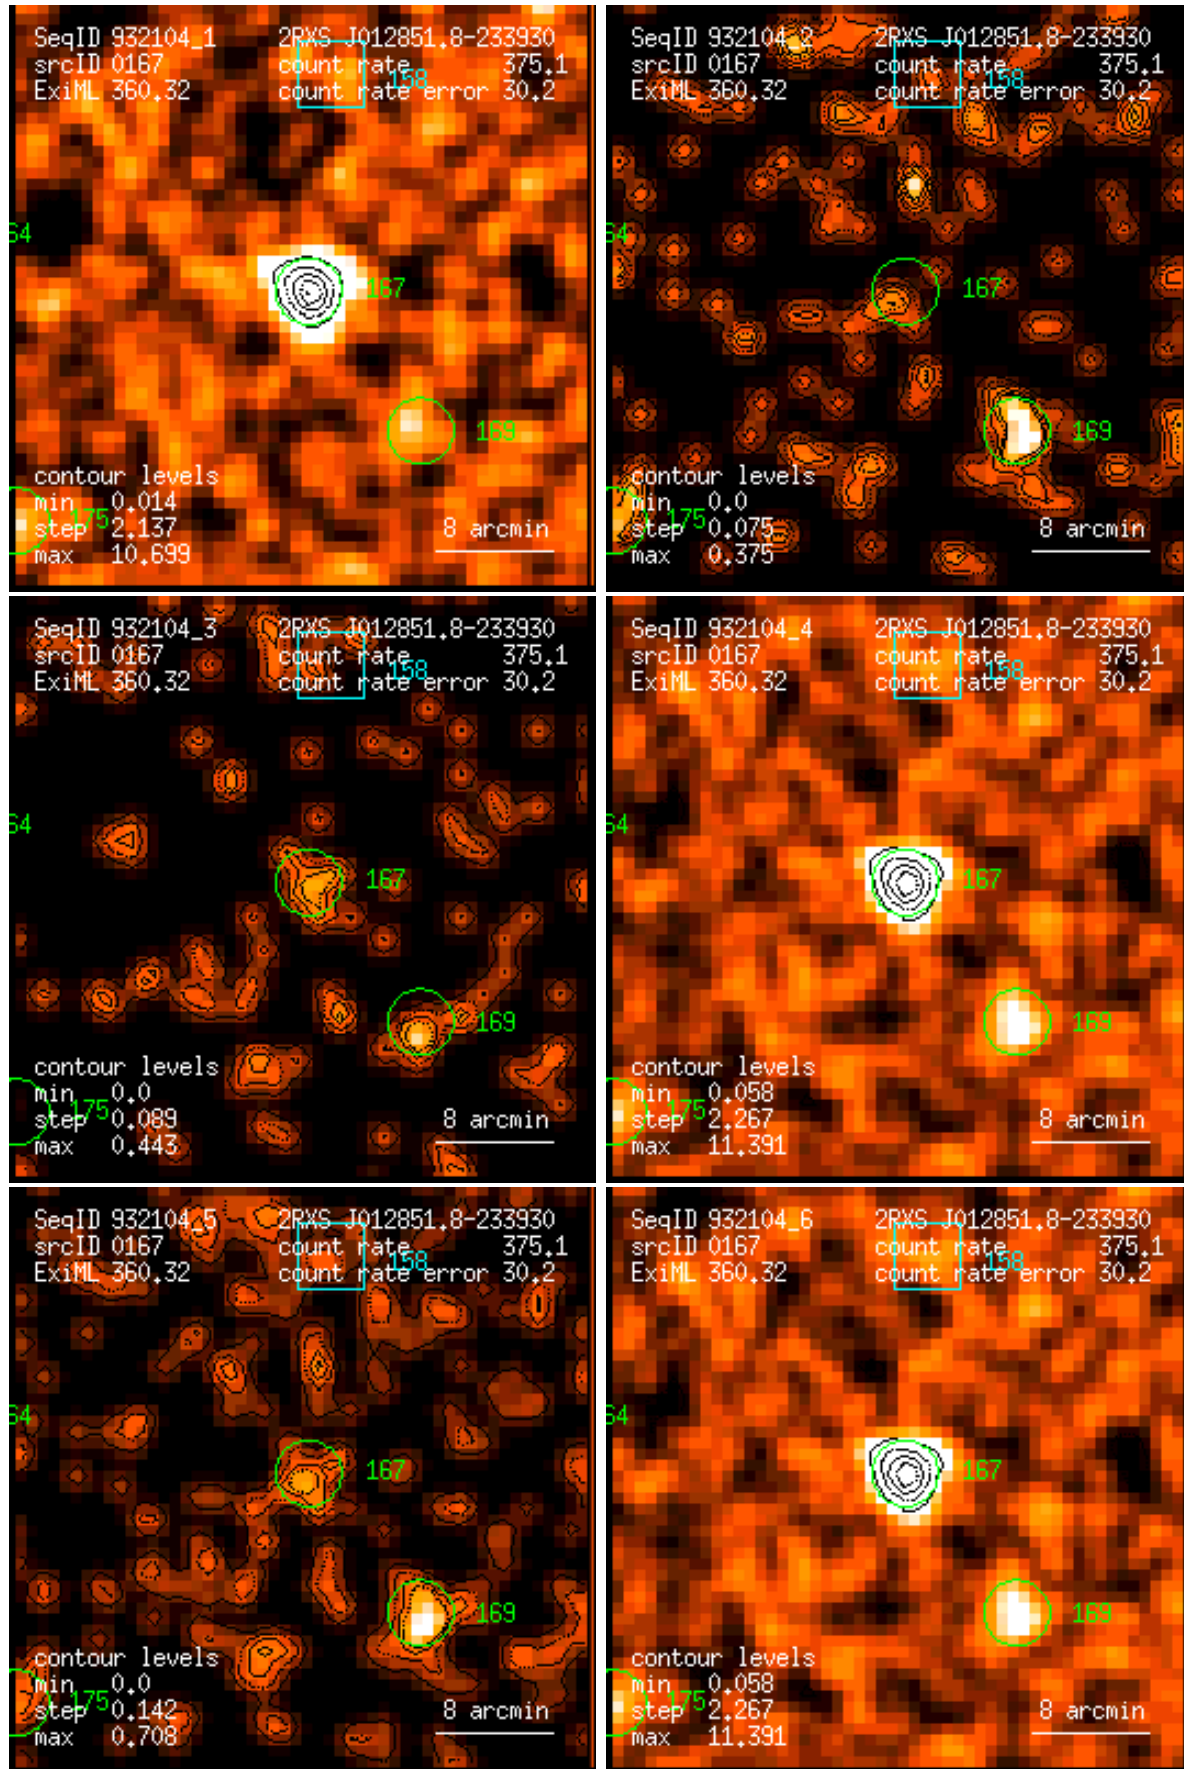 SeqID 932104_1 2RXS J012851.8-233930
srcID 0167 count rate 375.1
ExiML 360.32 count rate error 30.2
158
64
167
169
contour levels
min 0.014
175
step 2.137
max 10.699
8 arcmin
SeqID 932104_2 2RXS J012851.8-233930
srcID 0167 count rate 375.1
ExiML 360.32 count rate error 30.2
158
64
167
169
contour levels
min 0.0
175
step 0.075
max 0.375
8 arcmin
SeqID 932104_3 2RXS J012851.8-233930
srcID 0167 count rate 375.1
ExiML 360.32 count rate error 30.2
158
64
167
169
contour levels
min 0.0
175
step 0.089
max 0.443
8 arcmin
SeqID 932104_4 2RXS J012851.8-233930
srcID 0167 count rate 375.1
ExiML 360.32 count rate error 30.2
158
64
167
169
contour levels
min 0.058
175
step 2.267
max 11.391
8 arcmin
SeqID 932104_5 2RXS J012851.8-233930
srcID 0167 count rate 375.1
ExiML 360.32 count rate error 30.2
158
64
167
169
contour levels
min 0.0
175
step 0.142
max 0.708
8 arcmin
SeqID 932104_6 2RXS J012851.8-233930
srcID 0167 count rate 375.1
ExiML 360.32 count rate error 30.2
158
64
167
169
contour levels
min 0.058
175
step 2.267
max 11.391
8 arcmin